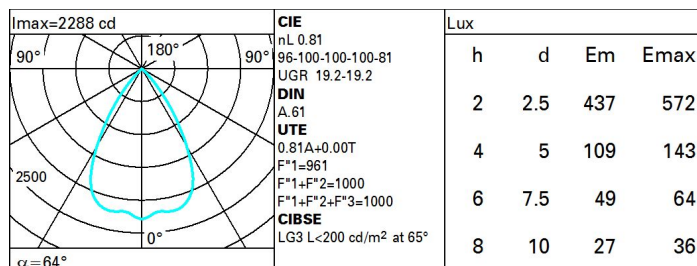 Imax=2288 cd
90°
180°
90°
2500
0°
α=64°
CIE
nL 0.81
96-100-100-100-81
UGR 19.2-19.2
DIN
A.61
UTE
0.81A+0.00T
F"1=961
F"1+F"2=1000
F"1+F"2+F"3=1000
CIBSE
LG3 L<200 cd/m² at 65°
Lux
h d Em Emax
2 2.5 437 572
4 5 109 143
6 7.5 49 64
8 10 27 36